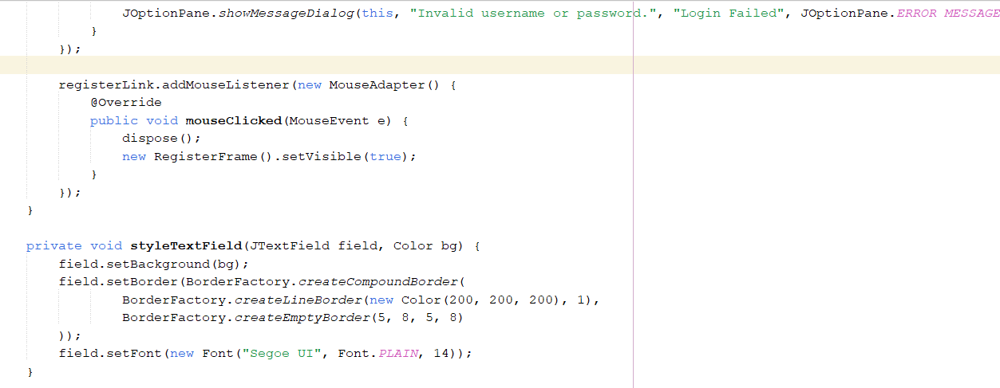 JOptionPane.showMessageDialog(this, "Invalid username or password.", "Login Failed", JOptionPane.ERROR_MESSAGE
}
});
registerLink.addMouseListener(new MouseAdapter() {
@Override
public void mouseClicked(MouseEvent e) {
dispose();
new RegisterFrame().setVisible(true);
}
});
}
private void styleTextField(JTextField field, Color bg) {
field.setBackground(bg);
field.setBorder(BorderFactory.createCompoundBorder(
BorderFactory.createLineBorder(new Color(200, 200, 200), 1),
BorderFactory.createEmptyBorder(5, 8, 5, 8)
));
field.setFont(new Font("Segoe UI", Font.PLAIN, 14));
}